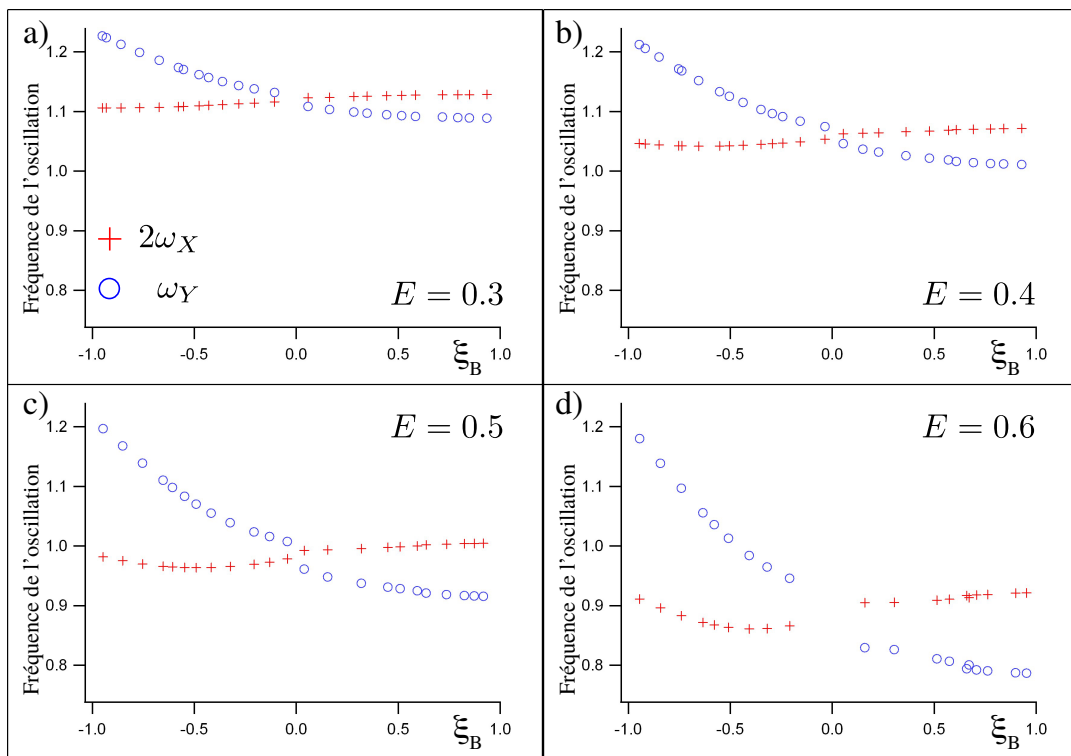 a)
Fréquence de l'oscillation
1.2
1.1
1.0
0.9
0.8
2ω_X
ω_Y
E = 0.3
-1.0 -0.5 0.0 0.5 1.0
ξ_B
b)
Fréquence de l'oscillation
1.2
1.1
1.0
0.9
0.8
E = 0.4
-1.0 -0.5 0.0 0.5 1.0
ξ_B
c)
Fréquence de l'oscillation
1.2
1.1
1.0
0.9
0.8
E = 0.5
-1.0 -0.5 0.0 0.5 1.0
ξ_B
d)
Fréquence de l'oscillation
1.2
1.1
1.0
0.9
0.8
E = 0.6
-1.0 -0.5 0.0 0.5 1.0
ξ_B